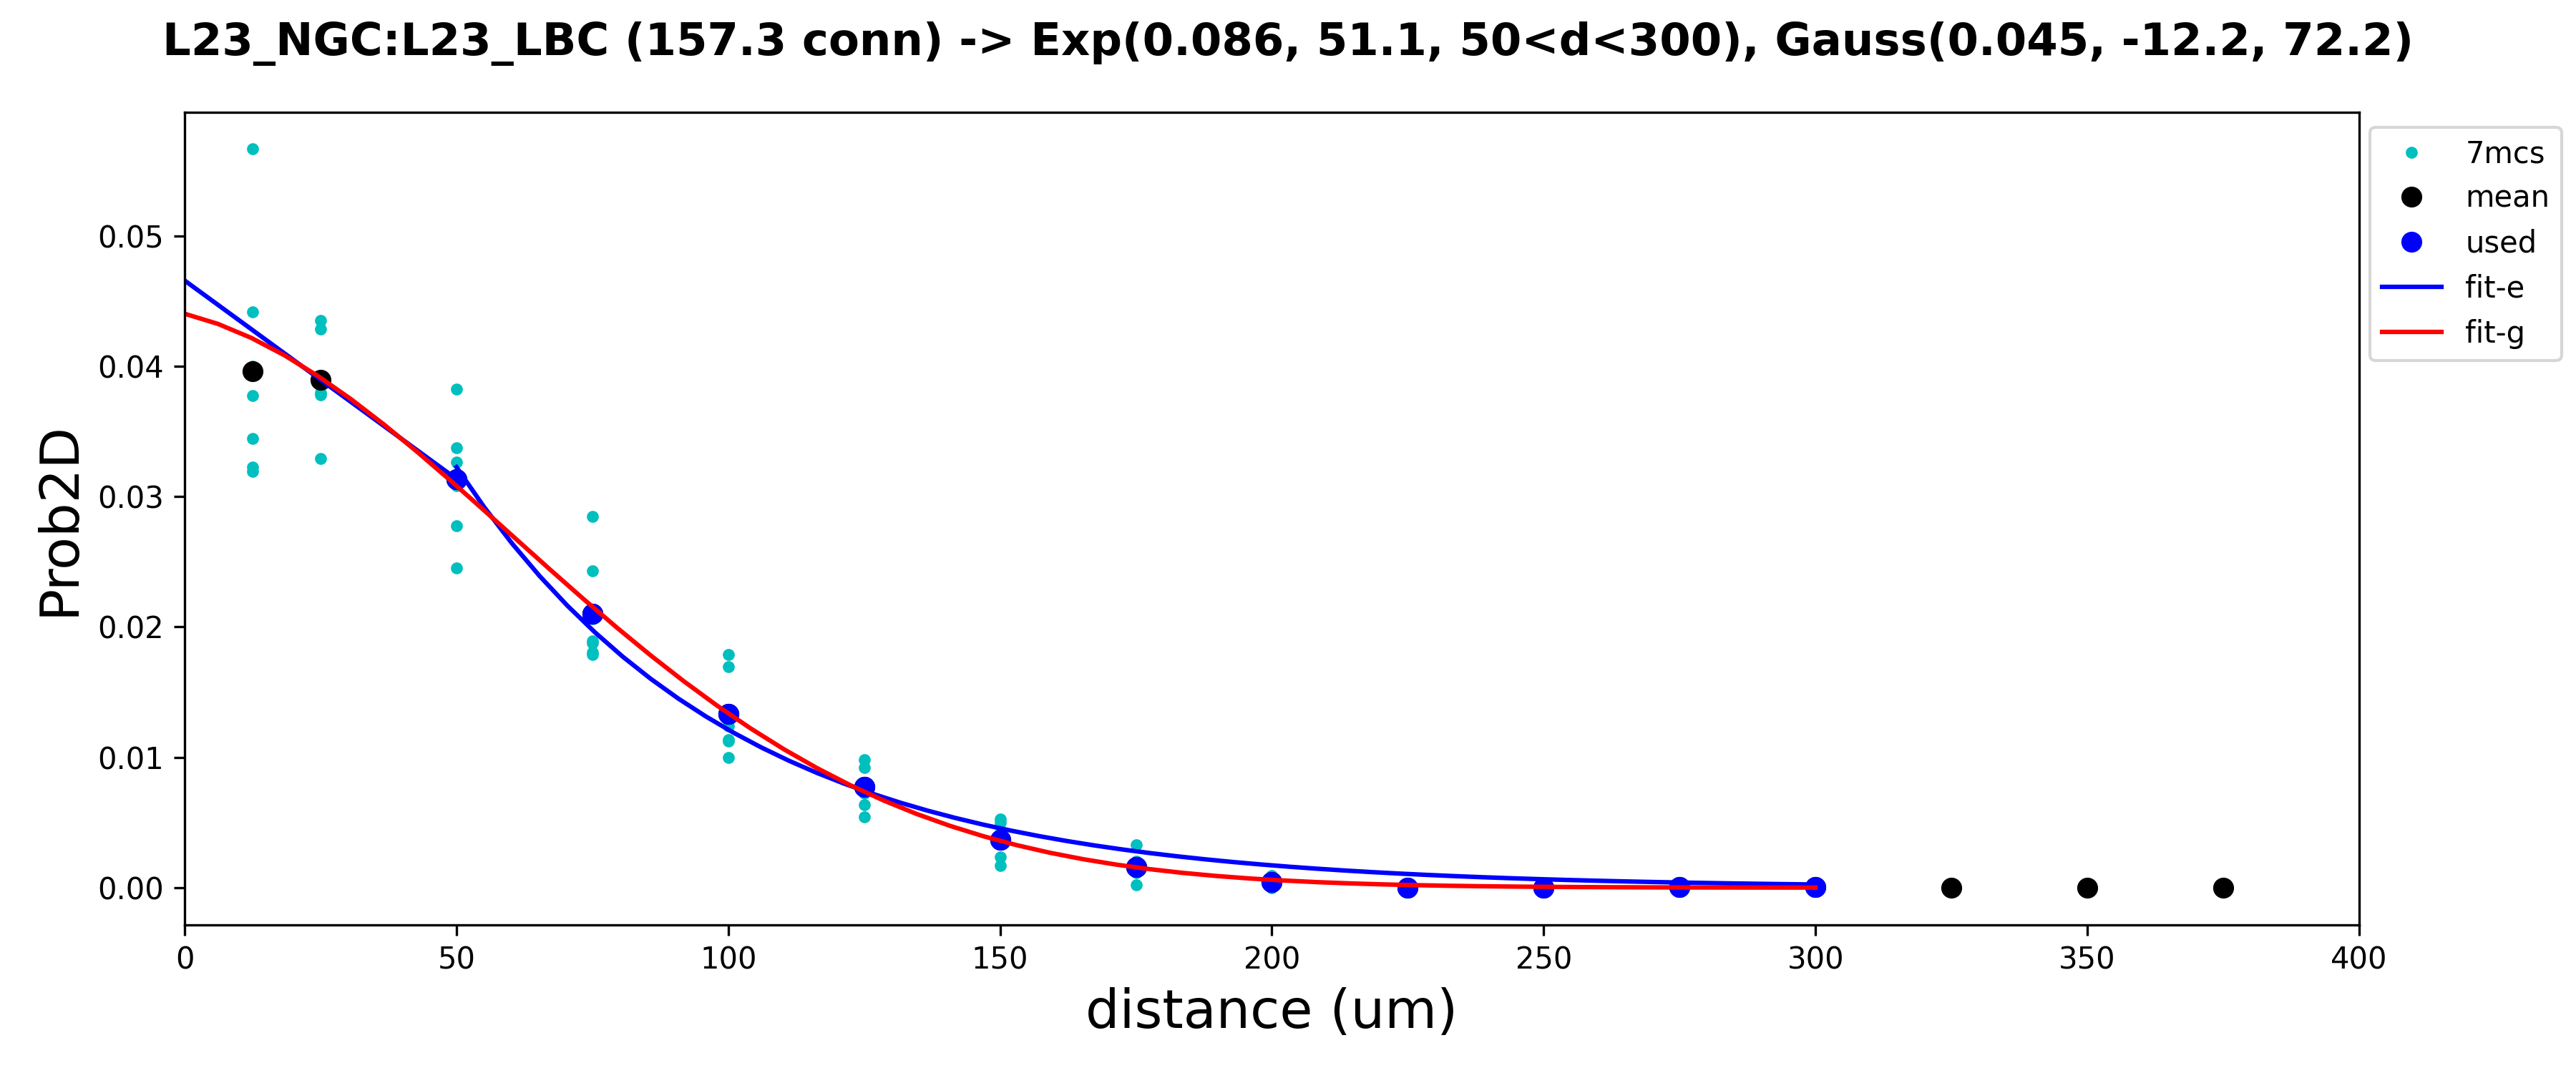 L23_NGC:L23_LBC (157.3 conn) -> Exp(0.086, 51.1, 50<d<300), Gauss(0.045, -12.2, 72.2)
7mcs
mean
used
fit-e
fit-g
Prob2D
0.05
0.04
0.03
0.02
0.01
0.00
0 50 100 150 200 250 300 350 400
distance (um)